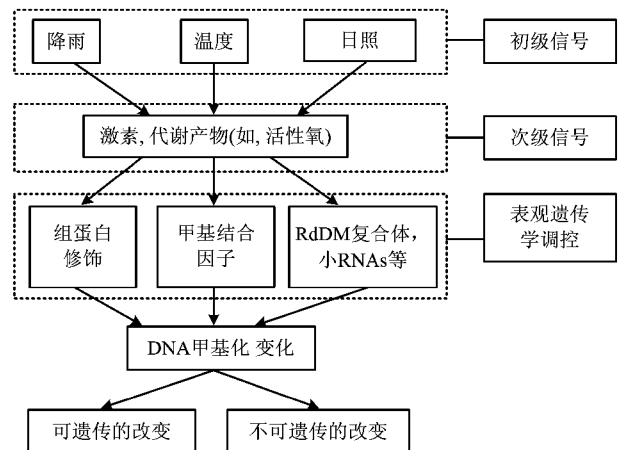 降雨
温度
日照
初级信号
激素, 代谢产物(如, 活性氧)
次级信号
组蛋白
修饰
甲基结合
因子
RdDM复合体，
小RNAs等
表观遗传
学调控
DNA甲基化 变化
可遗传的改变
不可遗传的改变